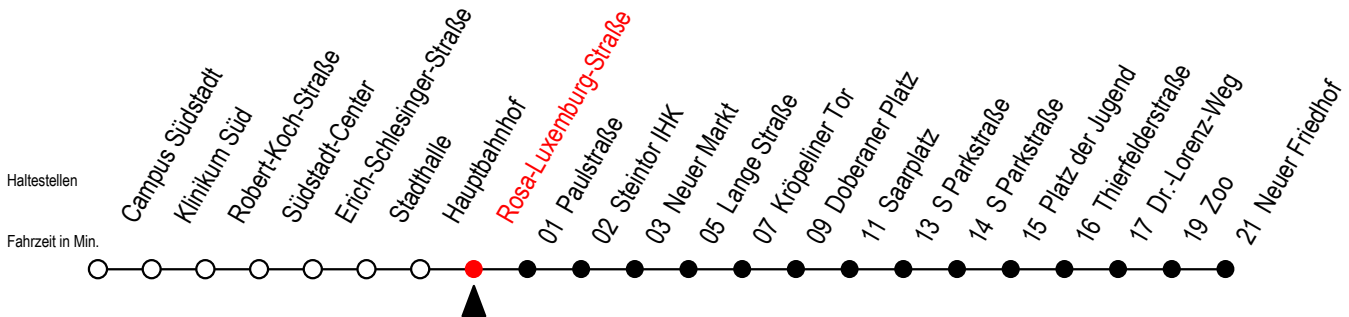 Haltestellen
Campus Südstadt
Klinikum Süd
Robert-Koch-Straße
Südstadt-Center
Erich-Schlesinger-Straße
Stadthalle
Hauptbahnhof
Rosa-Luxemburg-Straße
Fahrzeit in Min.
01 Paulstraße
02 Steintor IHK
03 Neuer Markt
05 Lange Straße
07 Kröpeliner Tor
09 Doberaner Platz
11 Saarplatz
13 S Parkstraße
14 S Parkstraße
15 Platz der Jugend
16 Thierfelderstraße
17 Dr.-Lorenz-Weg
19 Zoo
21 Neuer Friedhof